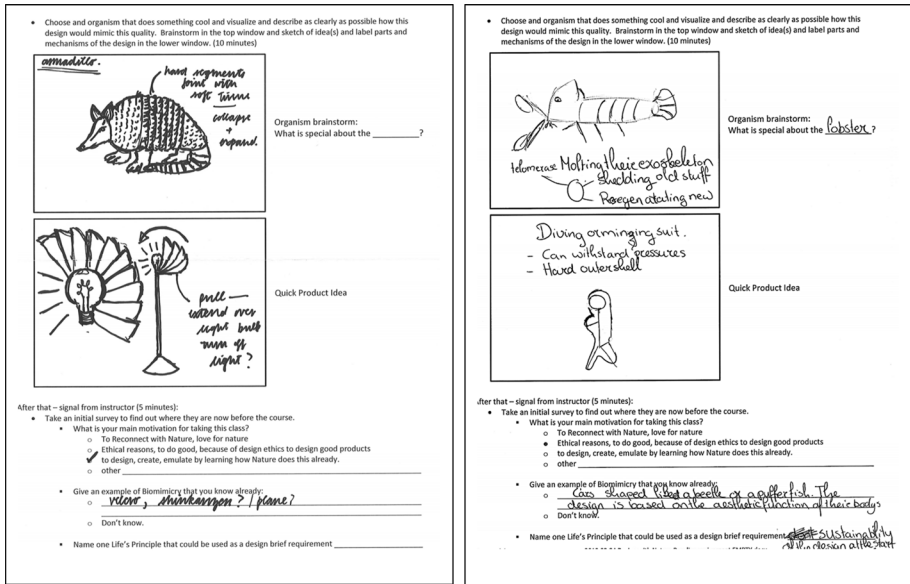 • Choose and organism that does something cool and visualize and describe as clearly as possible how this
design would mimic this quality.  Brainstorm in the top window and sketch of idea(s) and label parts and
mechanisms of the design in the lower window. (10 minutes)
armadillo.
hard segments
joint with
soft tissue
collapse
+
expand.
Organism brainstorm:
What is special about the ________?
pull —
extend over
light bulb
turn off
light?
Quick Product Idea
After that – signal from instructor (5 minutes):
• Take an initial survey to find out where they are now before the course.
• What is your main motivation for taking this class?
o To Reconnect with Nature, love for nature
o Ethical reasons, to do good, because of design ethics to design good products
✓ to design, create, emulate by learning how Nature does this already.
o other
• Give an example of Biomimicry that you know already:
o velcro, shinkanzen? / plane?
o Don't know.
• Name one Life's Principle that could be used as a design brief requirement
• Choose and organism that does something cool and visualize and describe as clearly as possible how this
design would mimic this quality.  Brainstorm in the top window and sketch of idea(s) and label parts and
mechanisms of the design in the lower window. (10 minutes)
telomerase Molting their exoskeleton
- Shedding old stuff
- Regenatating new
Organism brainstorm:
What is special about the lobster?
Diving or minging suit.
- Can withstand pressures
- Hard outershell
Quick Product Idea
fter that – signal from instructor (5 minutes):
• Take an initial survey to find out where they are now before the course.
• What is your main motivation for taking this class?
o To Reconnect with Nature, love for nature
• Ethical reasons, to do good, because of design ethics to design good products
o to design, create, emulate by learning how Nature does this already.
o other
• Give an example of Biomimicry that you know already:
o Cars shaped like a beetle or a pufferfish. The
design is based on the aesthetic function of their bodys
o Don't know.
• Name one Life's Principle that could be used as a design brief requirement sustainability
design at the start